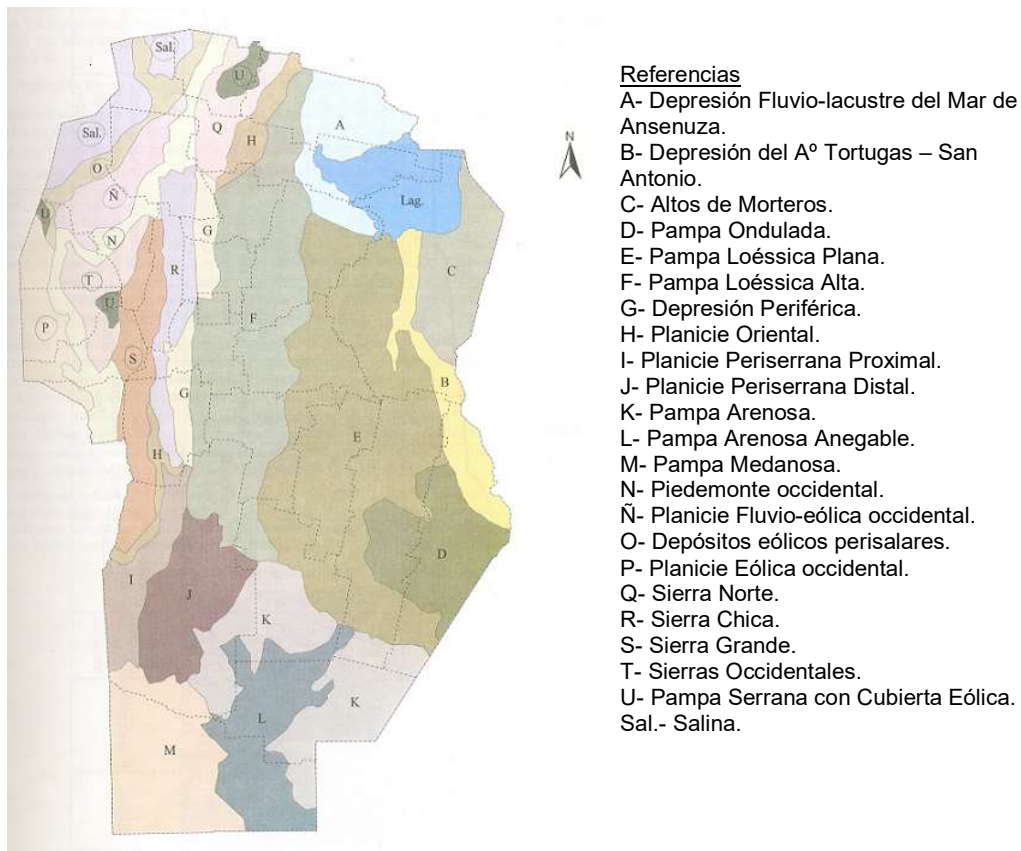 Sal.
U
Q
H
A
Sal.
O
Ñ
Lag.
U
G
N
R
C
T
U
P
F
S
B
G
E
H
D
I
J
K
K
L
M
N
Referencias
A- Depresión Fluvio-lacustre del Mar de
Ansenuza.
B- Depresión del Aº Tortugas – San
Antonio.
C- Altos de Morteros.
D- Pampa Ondulada.
E- Pampa Loéssica Plana.
F- Pampa Loéssica Alta.
G- Depresión Periférica.
H- Planicie Oriental.
I- Planicie Periserrana Proximal.
J- Planicie Periserrana Distal.
K- Pampa Arenosa.
L- Pampa Arenosa Anegable.
M- Pampa Medanosa.
N- Piedemonte occidental.
Ñ- Planicie Fluvio-eólica occidental.
O- Depósitos eólicos perisalares.
P- Planicie Eólica occidental.
Q- Sierra Norte.
R- Sierra Chica.
S- Sierra Grande.
T- Sierras Occidentales.
U- Pampa Serrana con Cubierta Eólica.
Sal.- Salina.